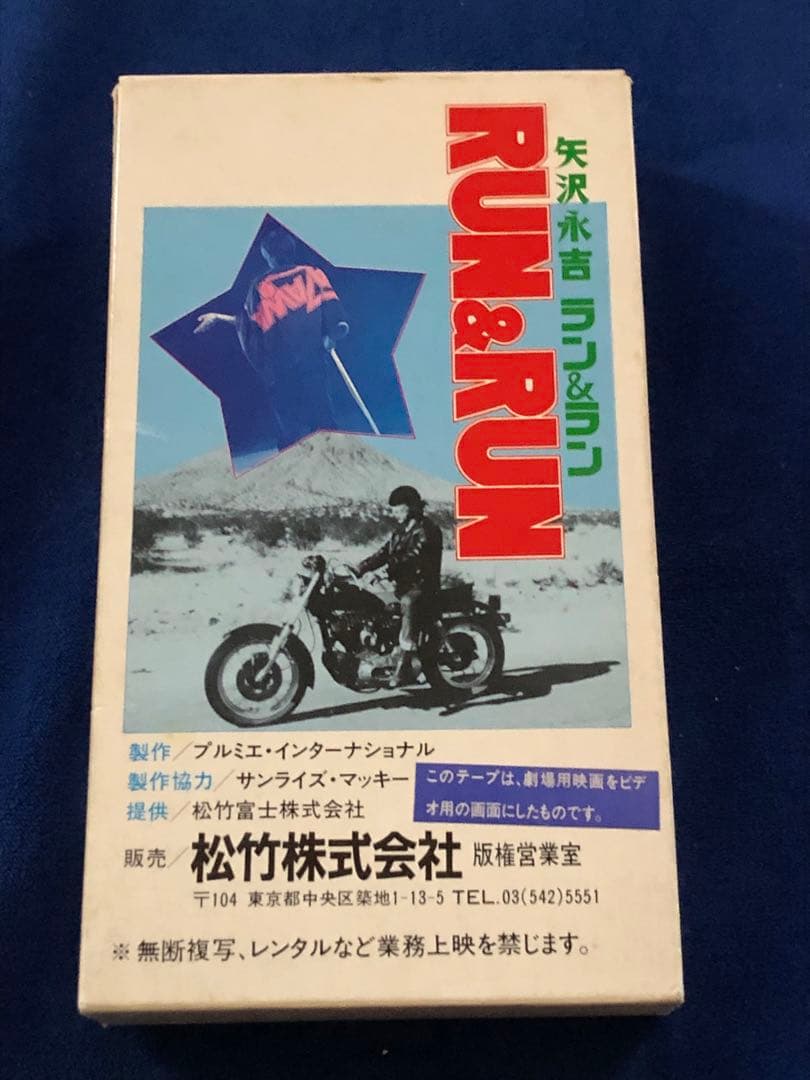 矢沢永吉 ラン&ラン
RUN&RUN
製作/プルミエ・インターナショナル
製作協力/サンライズ・マッキー
提供/松竹富士株式会社
このテープは、劇場用映画をビデ
オ用の画面にしたものです。
販売/松竹株式会社 版権営業室
〒104 東京都中央区築地1-13-5 TEL.03(542)5551
※無断複写、レンタルなど業務上映を禁じます。